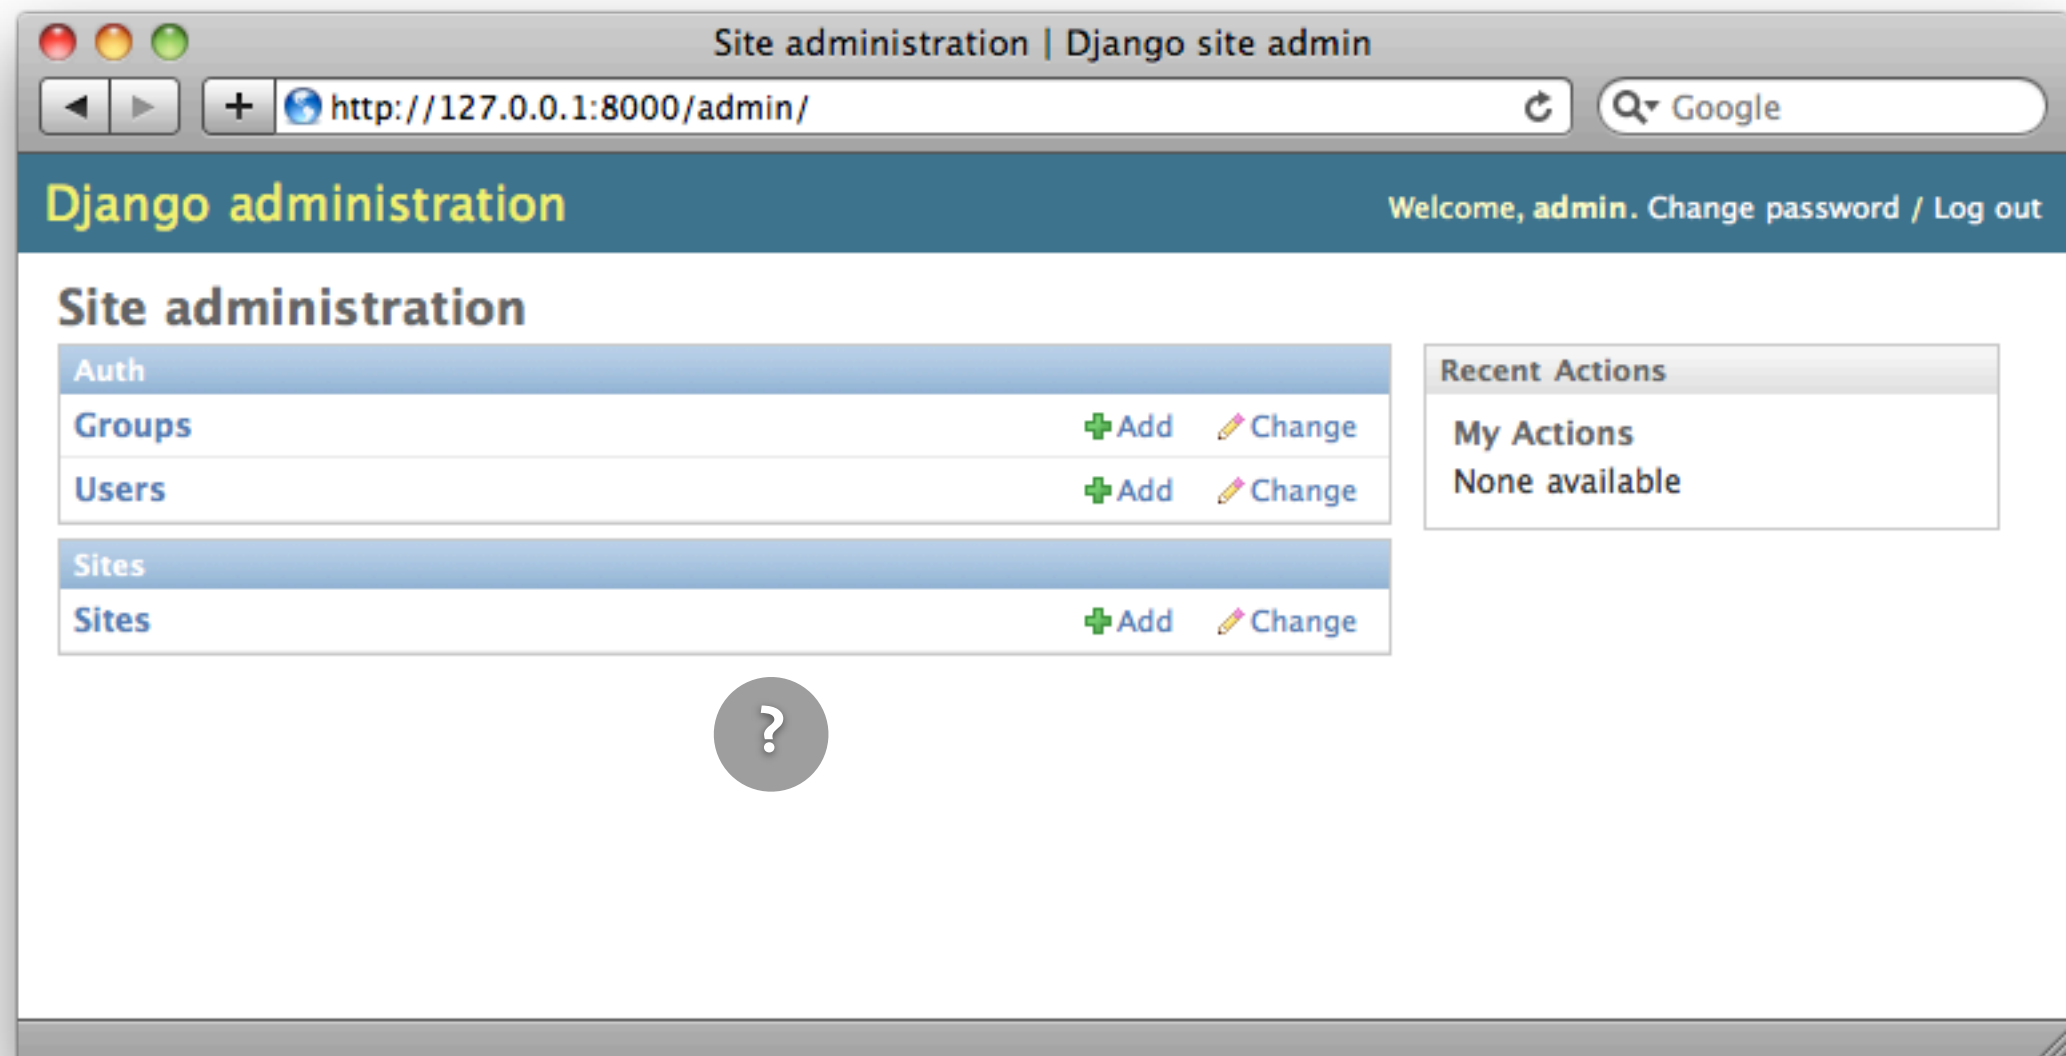 Site administration | Django site admin
http://127.0.0.1:8000/admin/
Google
Django administration
Welcome, admin. Change password / Log out
Site administration
Auth
Groups Add Change
Users Add Change
Sites
Sites Add Change
Recent Actions
My Actions
None available
?